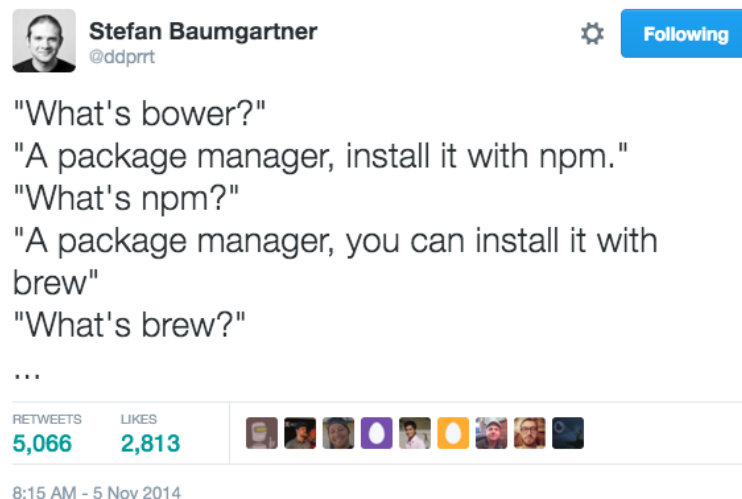 Stefan Baumgartner
@ddprrt
Following
"What's bower?"
"A package manager, install it with npm."
"What's npm?"
"A package manager, you can install it with
brew"
"What's brew?"
...
RETWEETS LIKES
5,066 2,813
8:15 AM - 5 Nov 2014